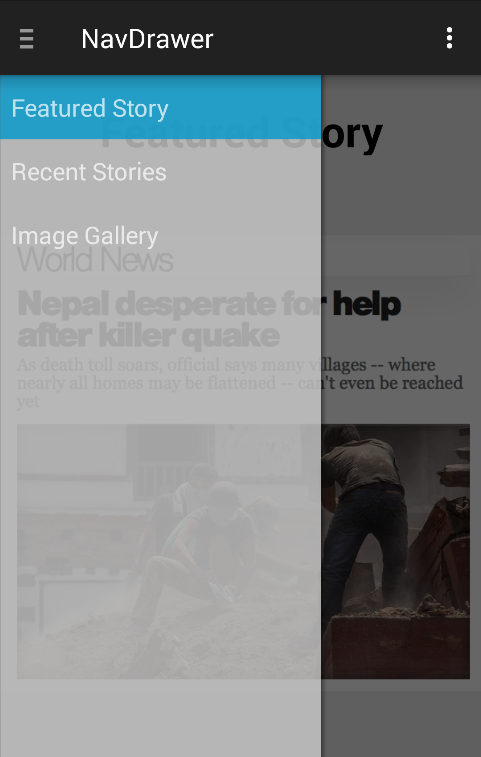 NavDrawer
Featured Story
Recent Stories
Image Gallery
Featured Story
World News
Nepal desperate for help
after killer quake
As death toll soars, official says many villages -- where
nearly all homes may be flattened -- can't even be reached
yet